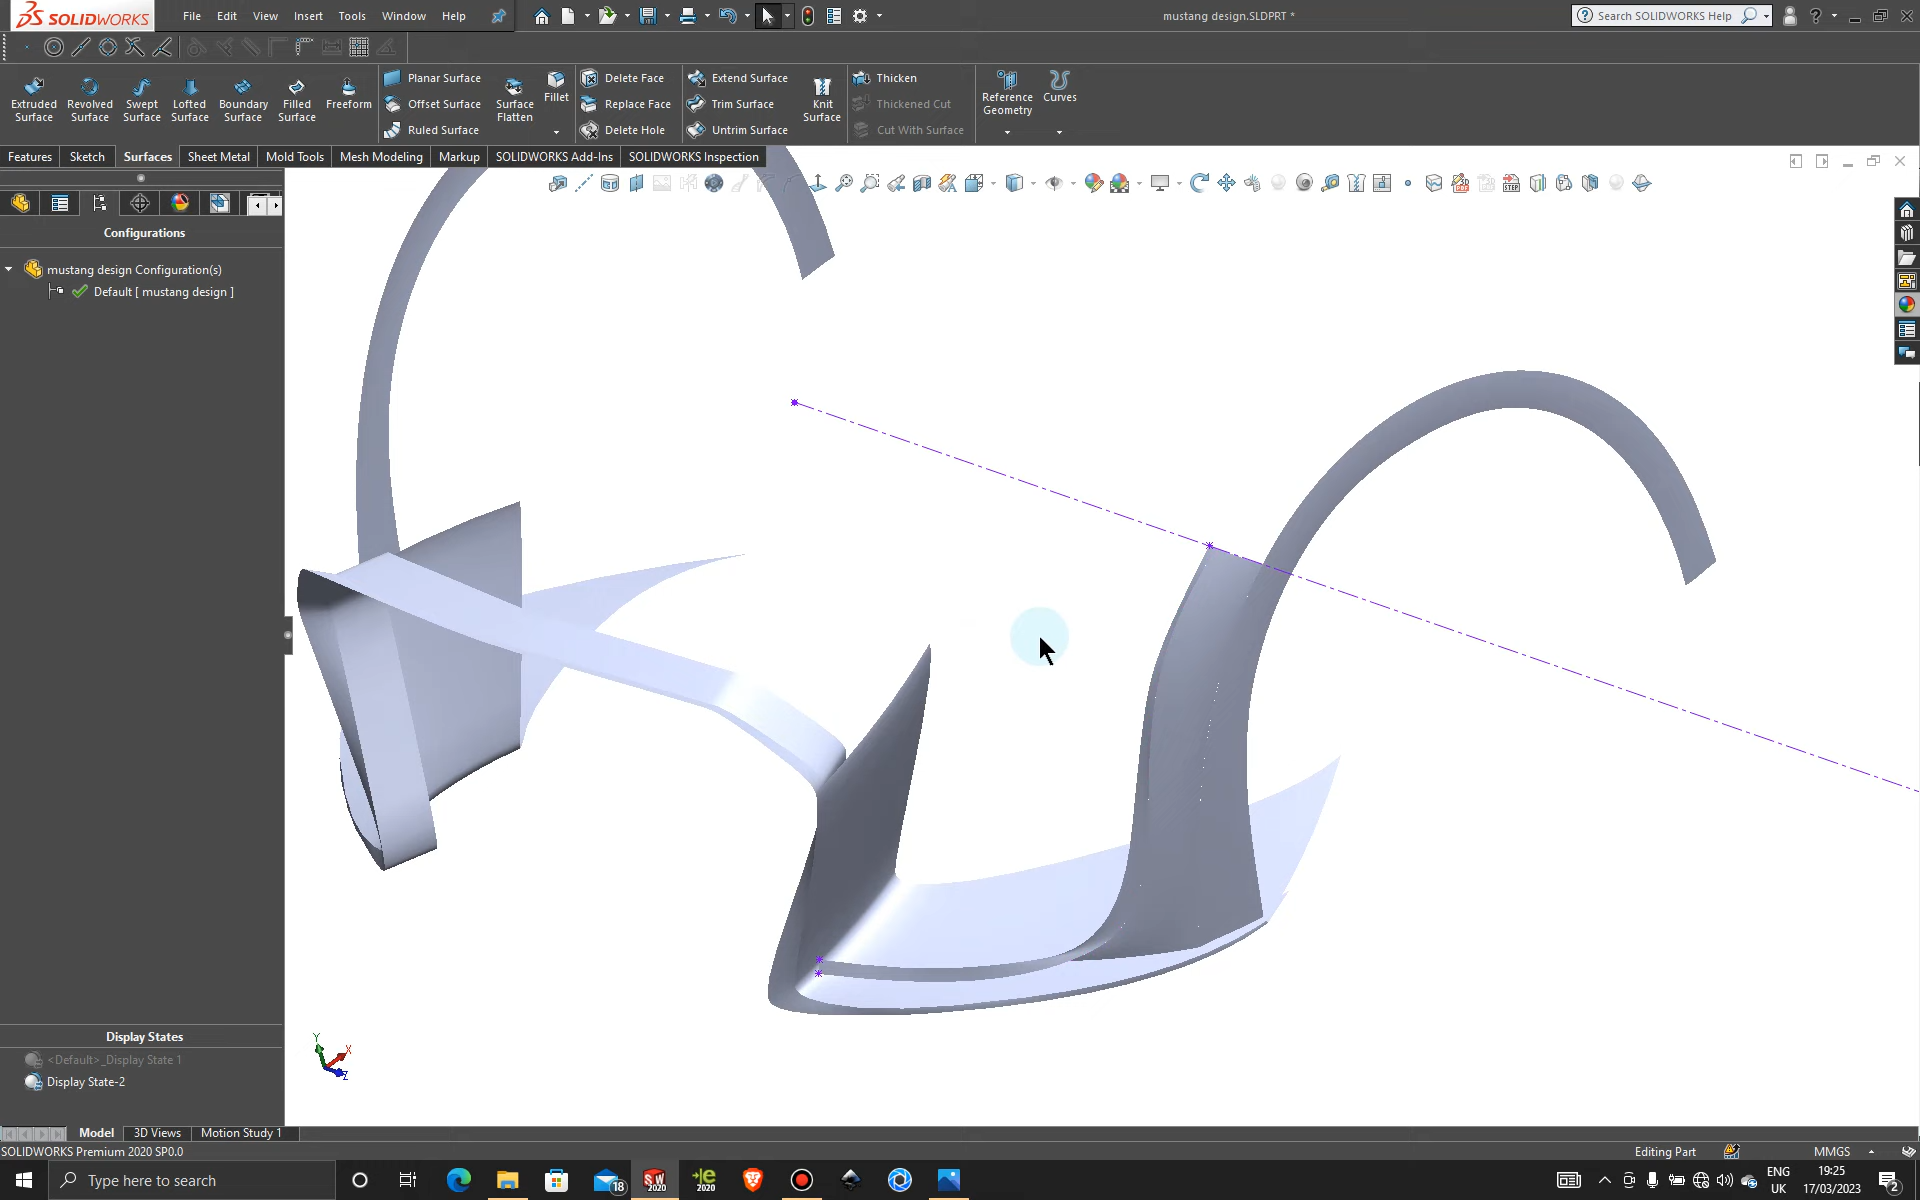 SOLIDWORKS File Edit View Insert Tools Window Help mustang design.SLDPRT * Search SOLIDWORKS Help
Extruded Surface Revolved Surface Swept Surface Lofted Surface Boundary Surface Filled Surface Freeform
Planar Surface
Offset Surface
Ruled Surface
Surface Flatten
Fillet
Delete Face
Replace Face
Delete Hole
Extend Surface
Trim Surface
Untrim Surface
Knit Surface
Thicken
Thickened Cut
Cut With Surface
Reference Geometry
Curves
Features Sketch Surfaces Sheet Metal Mold Tools Mesh Modeling Markup SOLIDWORKS Add-Ins SOLIDWORKS Inspection
Configurations
mustang design Configuration(s)
Default [ mustang design ]
Y
X
Z
Display States
<Default>_Display State 1
Display State-2
Model 3D Views Motion Study 1
SOLIDWORKS Premium 2020 SP0.0 Editing Part MMGS
Type here to search
18
SW 2020
2020
ENG
UK
19:25
17/03/2023
2